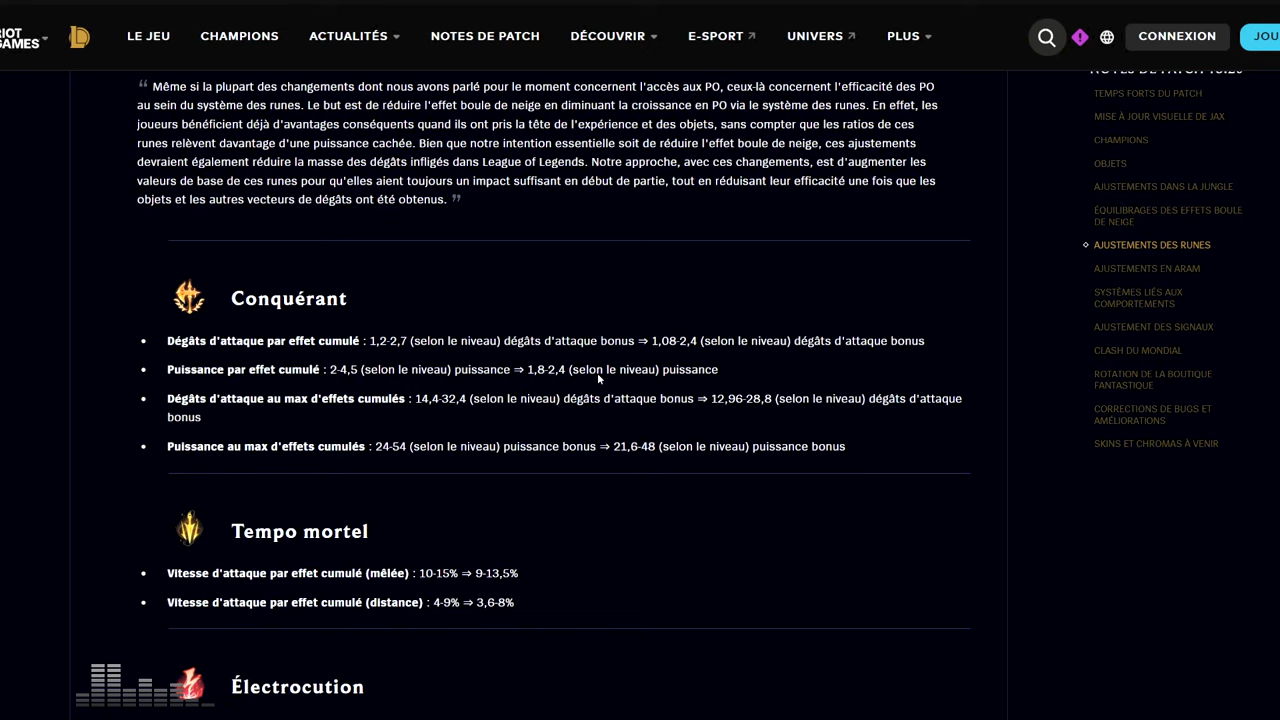 RIOT
GAMES
LE JEU
CHAMPIONS
ACTUALITÉS
NOTES DE PATCH
DÉCOUVRIR
E-SPORT
UNIVERS
PLUS
CONNEXION
JOU
“ Même si la plupart des changements dont nous avons parlé pour le moment concernent l'accès aux PO, ceux-là concernent l'efficacité des PO
au sein du système des runes. Le but est de réduire l'effet boule de neige en diminuant la croissance en PO via le système des runes. En effet, les
joueurs bénéficient déjà d'avantages conséquents quand ils ont pris la tête de l'expérience et des objets, sans compter que les ratios de ces
runes relèvent davantage d'une puissance cachée. Bien que notre intention essentielle soit de réduire l'effet boule de neige, ces ajustements
devraient également réduire la masse des dégâts infligés dans League of Legends. Notre approche, avec ces changements, est d'augmenter les
valeurs de base de ces runes pour qu'elles aient toujours un impact suffisant en début de partie, tout en réduisant leur efficacité une fois que les
objets et les autres vecteurs de dégâts ont été obtenus. ”
Conquérant
• Dégâts d'attaque par effet cumulé : 1,2-2,7 (selon le niveau) dégâts d'attaque bonus ⇒ 1,08-2,4 (selon le niveau) dégâts d'attaque bonus
• Puissance par effet cumulé : 2-4,5 (selon le niveau) puissance ⇒ 1,8-2,4 (selon le niveau) puissance
• Dégâts d'attaque au max d'effets cumulés : 14,4-32,4 (selon le niveau) dégâts d'attaque bonus ⇒ 12,96-28,8 (selon le niveau) dégâts d'attaque
bonus
• Puissance au max d'effets cumulés : 24-54 (selon le niveau) puissance bonus ⇒ 21,6-48 (selon le niveau) puissance bonus
Tempo mortel
• Vitesse d'attaque par effet cumulé (mêlée) : 10-15% ⇒ 9-13,5%
• Vitesse d'attaque par effet cumulé (distance) : 4-9% ⇒ 3,6-8%
Électrocution
TEMPS FORTS DU PATCH
MISE À JOUR VISUELLE DE JAX
CHAMPIONS
OBJETS
AJUSTEMENTS DANS LA JUNGLE
ÉQUILIBRAGES DES EFFETS BOULE
DE NEIGE
AJUSTEMENTS DES RUNES
AJUSTEMENTS EN ARAM
SYSTÈMES LIÉS AUX
COMPORTEMENTS
AJUSTEMENT DES SIGNAUX
CLASH DU MONDIAL
ROTATION DE LA BOUTIQUE
FANTASTIQUE
CORRECTIONS DE BUGS ET
AMÉLIORATIONS
SKINS ET CHROMAS À VENIR